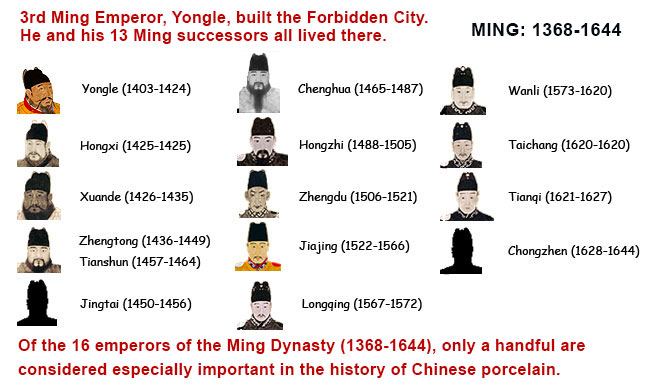 3rd Ming Emperor, Yongle, built the Forbidden City.
He and his 13 Ming successors all lived there.
MING: 1368-1644
Yongle (1403-1424)
Hongxi (1425-1425)
Xuande (1426-1435)
Zhengtong (1436-1449)
Tianshun (1457-1464)
Jingtai (1450-1456)
Chenghua (1465-1487)
Hongzhi (1488-1505)
Zhengdu (1506-1521)
Jiajing (1522-1566)
Longqing (1567-1572)
Wanli (1573-1620)
Taichang (1620-1620)
Tianqi (1621-1627)
Chongzhen (1628-1644)
Of the 16 emperors of the Ming Dynasty (1368-1644), only a handful are
considered especially important in the history of Chinese porcelain.